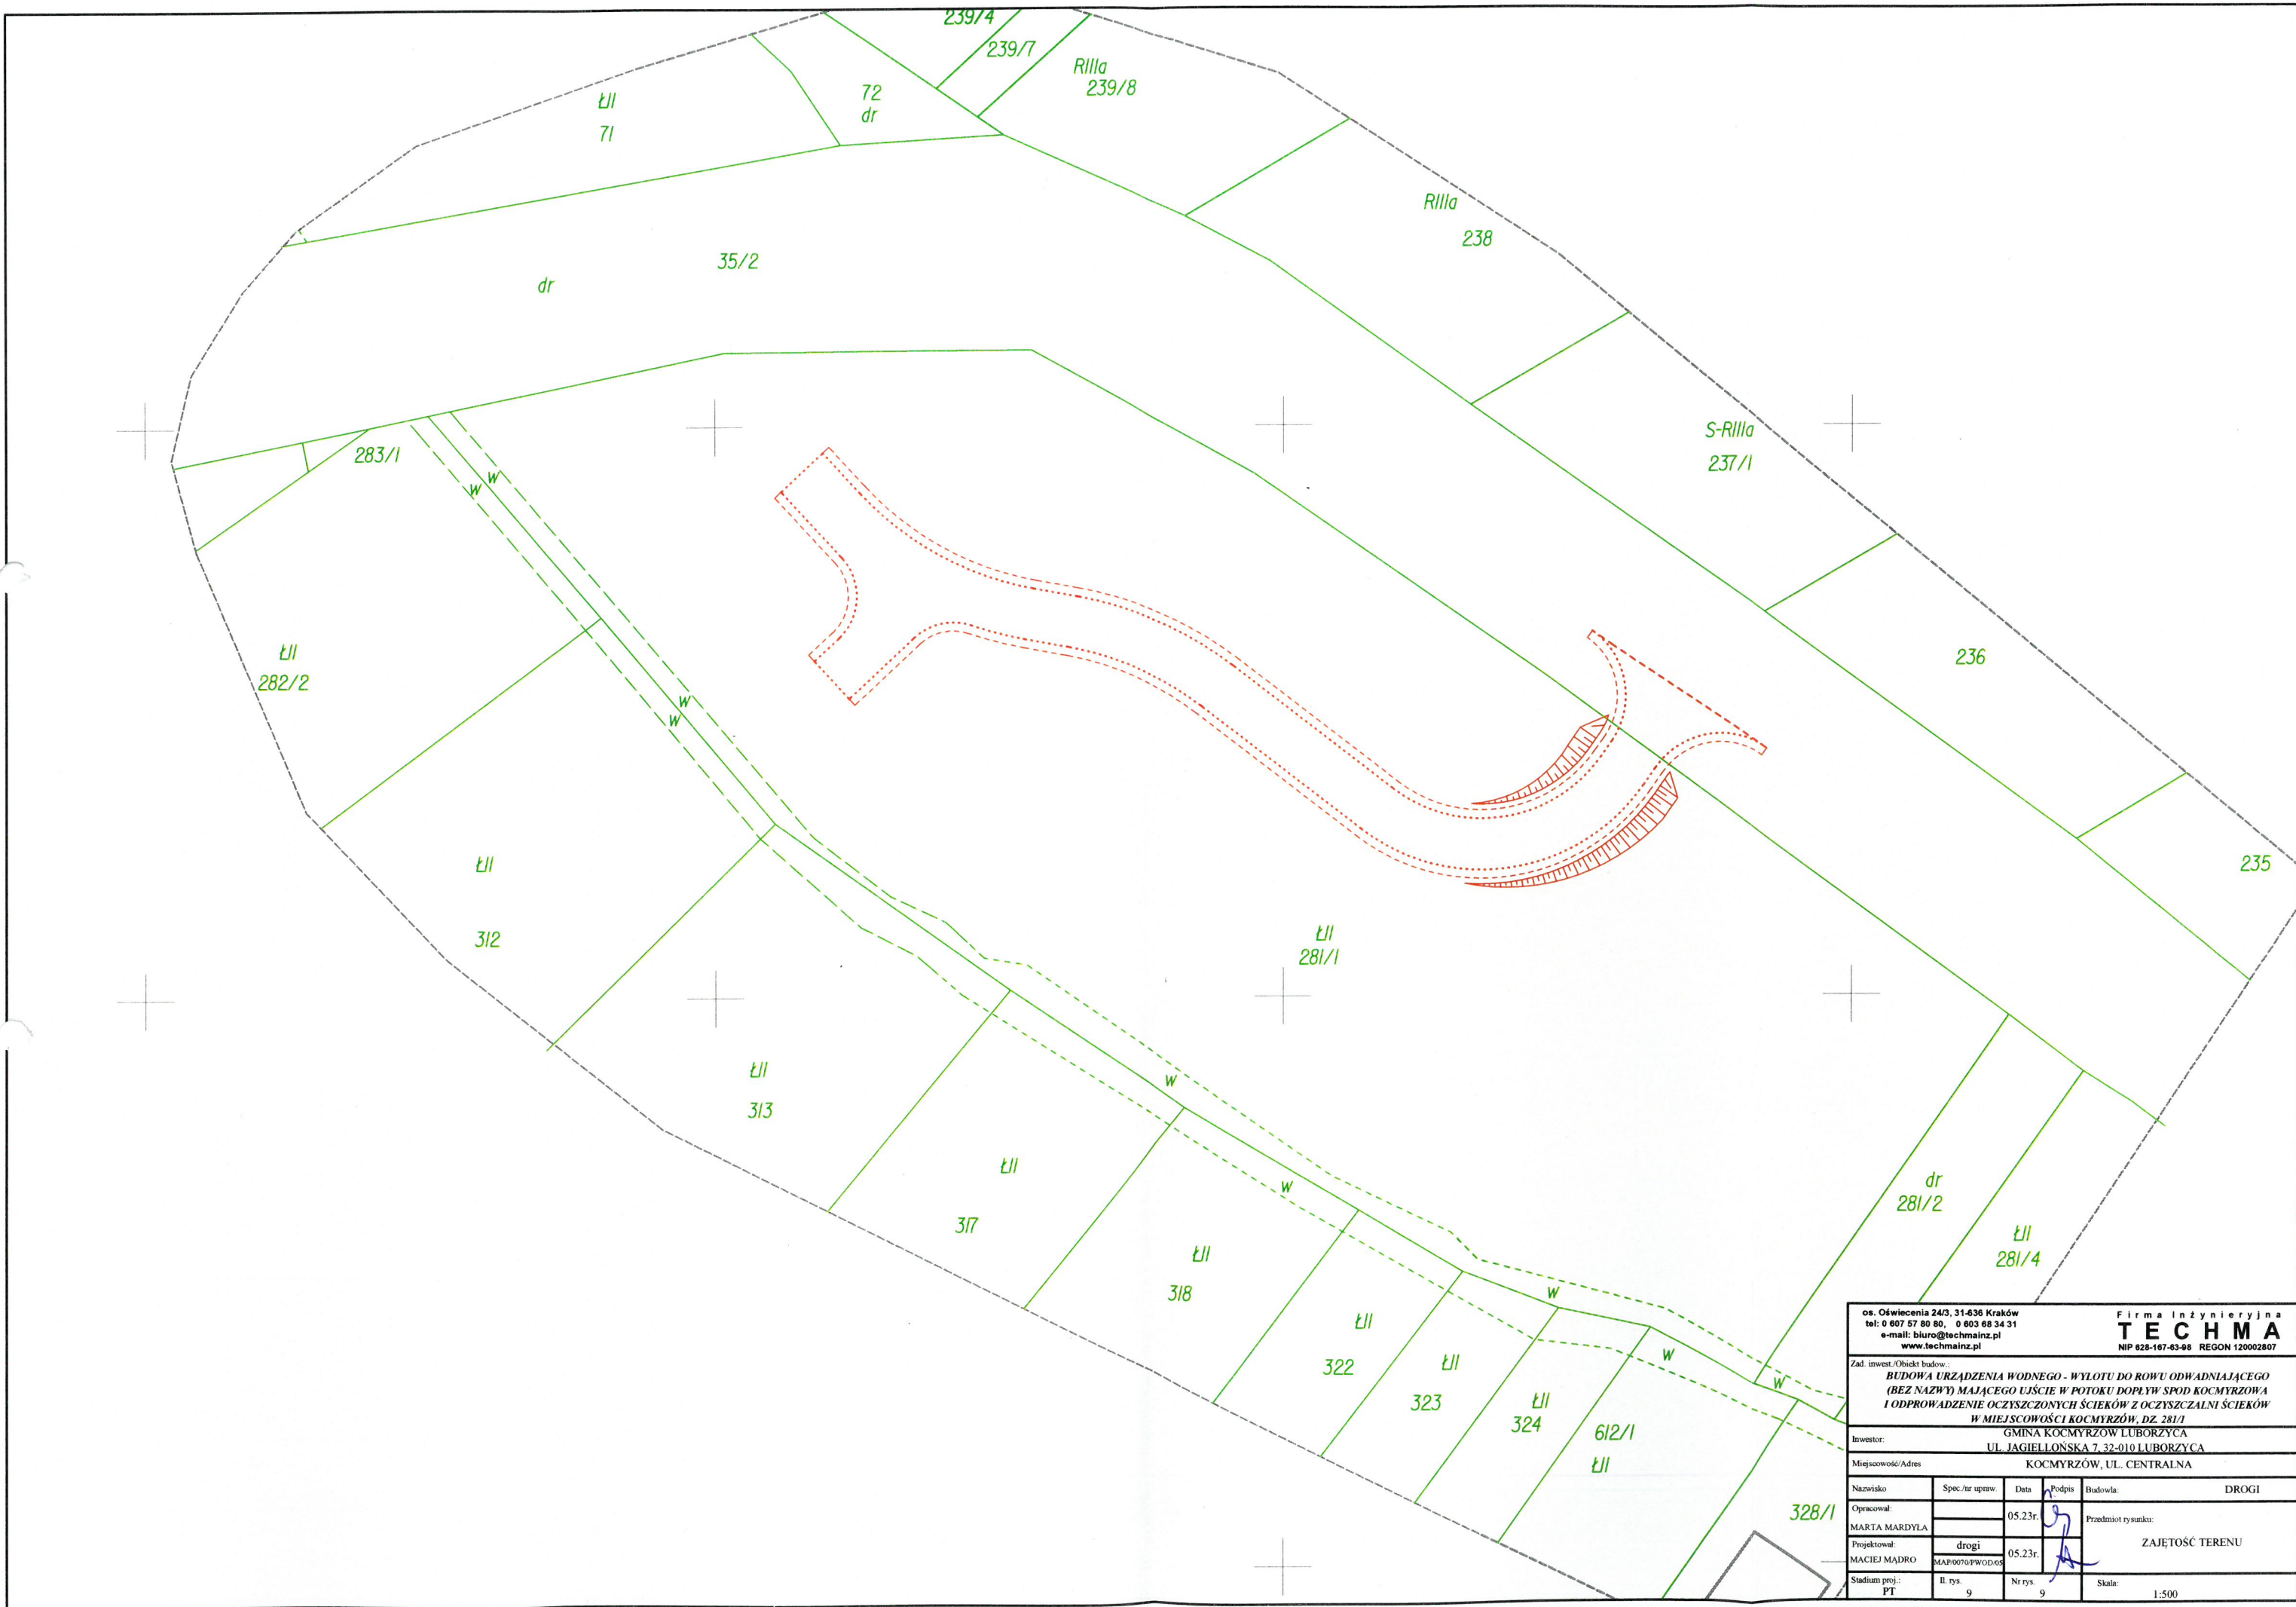 239/4
239/7
RIIIa
239/8
ŁII
71
72
dr
RIIIa
238
35/2
dr
S-RIIIa
237/1
283/1
W
W
236
ŁII
282/2
W
W
235
ŁII
312
ŁII
281/1
ŁII
313
W
ŁII
317
W
dr
281/2
ŁII
281/4
ŁII
318
W
ŁII
322
ŁII
323
W
W
ŁII
324
612/1
ŁII
328/1
os. Oświecenia 24/3, 31-636 Kraków
tel: 0 607 57 80 80, 0 603 68 34 31
e-mail: biuro@techmainz.pl
www.techmainz.pl
Firma Inżynieryjna
TECHMA
NIP 628-167-63-98 REGON 120002807
Zad. inwest./Obiekt budow.:
BUDOWA URZĄDZENIA WODNEGO - WYLOTU DO ROWU ODWADNIAJĄCEGO
(BEZ NAZWY) MAJĄCEGO UJŚCIE W POTOKU DOPŁYW SPOD KOCMYRZOWA
I ODPROWADZENIE OCZYSZCZONYCH ŚCIEKÓW Z OCZYSZCZALNI ŚCIEKÓW
W MIEJSCOWOŚCI KOCMYRZÓW, DZ. 281/1
Inwestor:
GMINA KOCMYRZÓW LUBORZYCA
UL. JAGIELLOŃSKA 7, 32-010 LUBORZYCA
Miejscowość/Adres
KOCMYRZÓW, UL. CENTRALNA
Nazwisko Spec./nr upraw. Data Podpis Budowla: DROGI
Opracował:
MARTA MARDYŁA
05.23r.
Przedmiot rysunku:
ZAJĘTOŚĆ TERENU
Projektował:
MACIEJ MĄDRO
drogi
MAP/0070/PWOD/05
05.23r.
Stadium proj.:
PT
Il. rys.
9
Nr rys.
9
Skala:
1:500